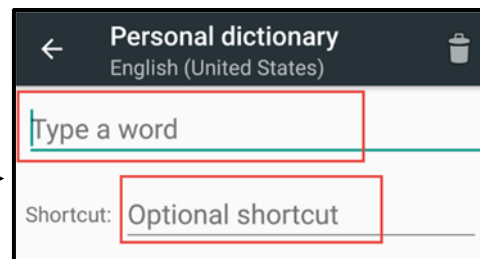 Personal dictionary
English (United States)
Type a word
Shortcut: Optional shortcut